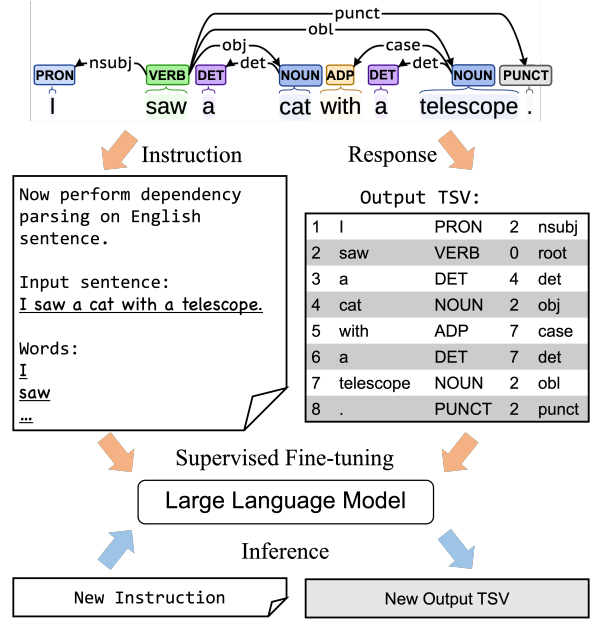 punct
obl
nsubj obj det case det
PRON VERB DET NOUN ADP DET NOUN PUNCT
I saw a cat with a telescope .
Instruction Response
Now perform dependency
parsing on English
sentence.
Input sentence:
I saw a cat with a telescope.
Words:
I
saw
...
Output TSV:
1 I PRON 2 nsubj
2 saw VERB 0 root
3 a DET 4 det
4 cat NOUN 2 obj
5 with ADP 7 case
6 a DET 7 det
7 telescope NOUN 2 obl
8 . PUNCT 2 punct
Supervised Fine-tuning
Large Language Model
Inference
New Instruction
New Output TSV